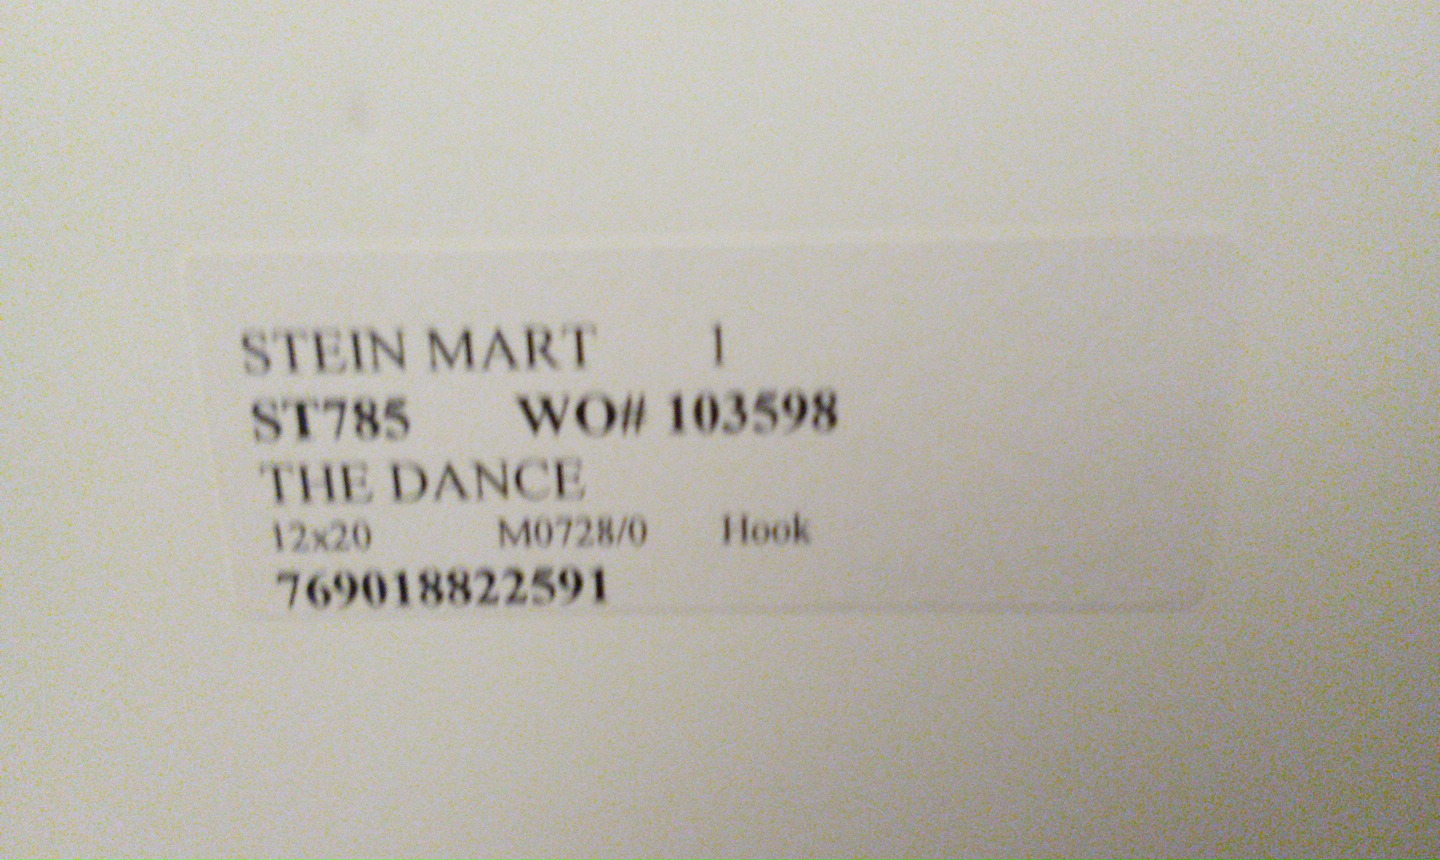 STEIN MART 1
ST785 WO# 103598
THE DANCE
12x20 M0728/0 Hook
769018822591